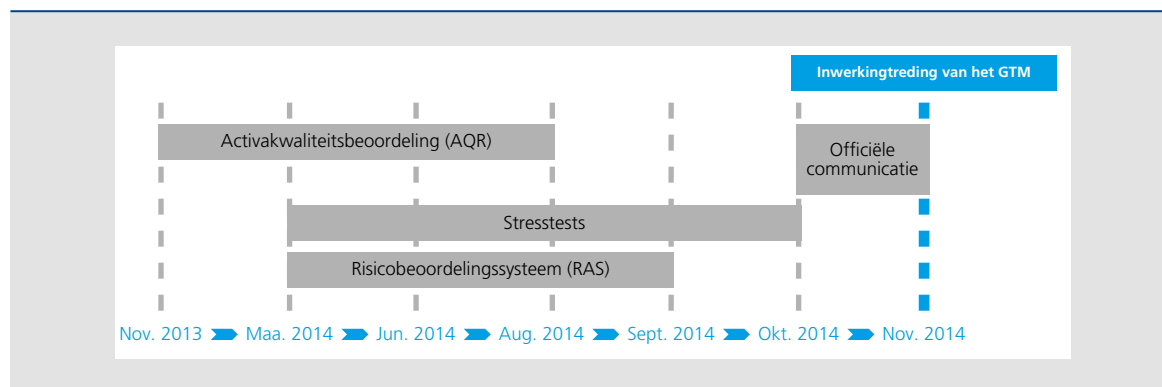 Inwerkingtreding van het GTM
Activakwaliteitsbeoordeling (AQR)
Officiële
communicatie
Stresstests
Risicobeoordelingssysteem (RAS)
Nov. 2013 Maa. 2014 Jun. 2014 Aug. 2014 Sept. 2014 Okt. 2014 Nov. 2014